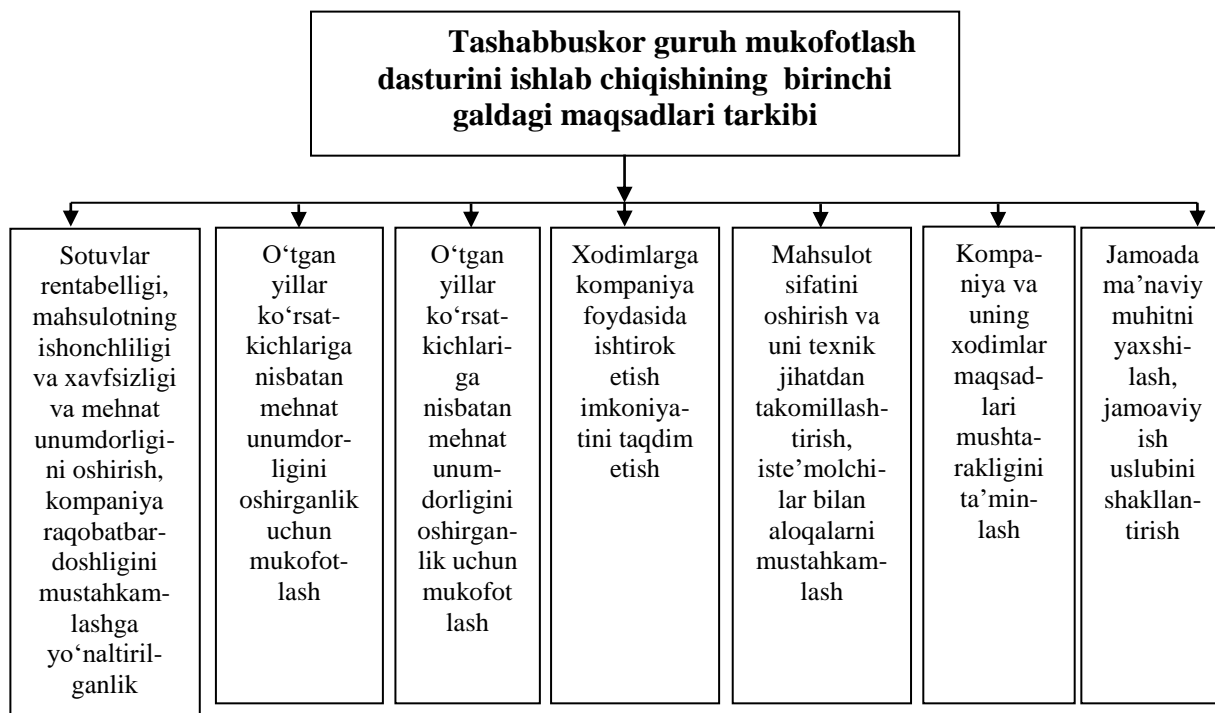 Tashabbuskor guruh mukofotlash
dasturini ishlab chiqishining birinchi
galdagi maqsadlari tarkibi
Sotuvlar
rentabelligi,
mahsulotning
ishonchliligi
va xavfsizligi
va mehnat
unumdorligi-
ni oshirish,
kompaniya
raqobatbar-
doshligini
mustahkam-
lashga
yo‘naltiril-
ganlik
O‘tgan
yillar
ko‘rsat-
kichlariga
nisbatan
mehnat
unumdor-
ligini
oshirganlik
uchun
mukofot-
lash
O‘tgan
yillar
ko‘rsat-
kichlari-
ga
nisbatan
mehnat
unum-
dorligini
oshirgan-
lik uchun
mukofot
lash
Xodimlarga
kompaniya
foydasida
ishtirok
etish
imkoniya-
tini taqdim
etish
Mahsulot
sifatini
oshirish va
uni texnik
jihatdan
takomillash-
tirish,
iste’molchi-
lar bilan
aloqalarni
mustahkam-
lash
Kompa-
niya va
uning
xodimlar
maqsad-
lari
mushta-
rakligini
ta’min-
lash
Jamoada
ma’naviy
muhitni
yaxshi-
lash,
jamoaviy
ish
uslubini
shakllan-
tirish